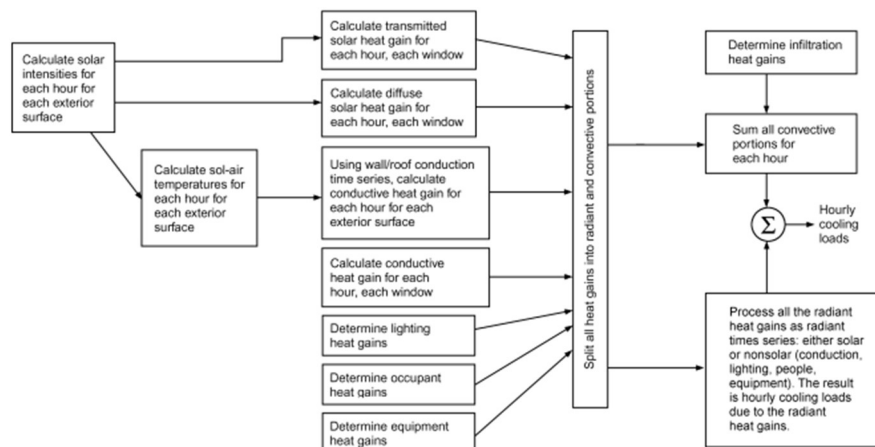 Calculate solar
intensities for
each hour for
each exterior
surface
Calculate sol-air
temperatures for
each hour for
each exterior
surface
Calculate transmitted
solar heat gain for
each hour, each window
Calculate diffuse
solar heat gain for
each hour, each window
Using wall/roof conduction
time series, calculate
conductive heat gain for
each hour for each
exterior surface
Calculate conductive
heat gain for each
hour, each window
Determine lighting
heat gains
Determine occupant
heat gains
Determine equipment
heat gains
Split all heat gains into radiant and convective portions
Determine infiltration
heat gains
Sum all convective
portions for
each hour
Σ
Hourly
cooling
loads
Process all the radiant
heat gains as radiant
times series: either solar
or nonsolar (conduction,
lighting, people,
equipment). The result
is hourly cooling loads
due to the radiant
heat gains.